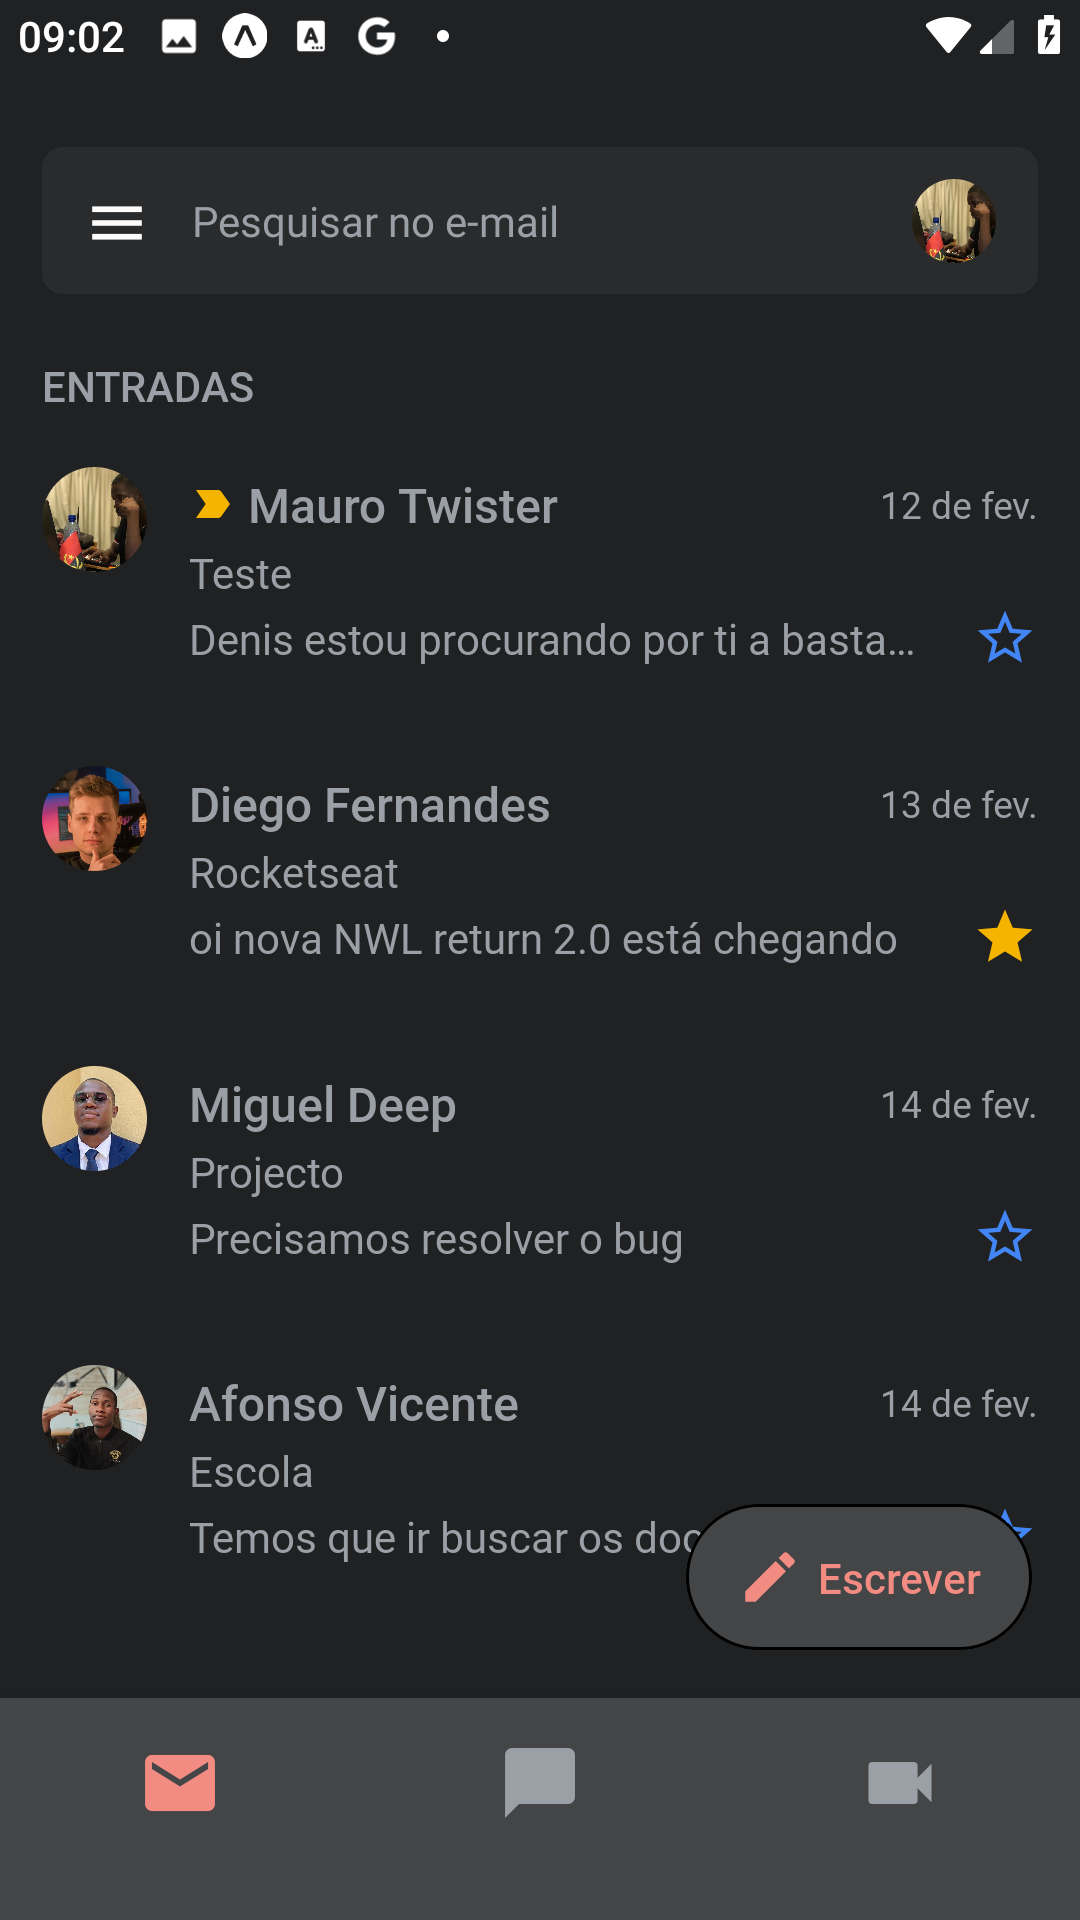 09:02
Pesquisar no e-mail
ENTRADAS
Mauro Twister
12 de fev.
Teste
Denis estou procurando por ti a basta...
Diego Fernandes
13 de fev.
Rocketseat
oi nova NWL return 2.0 está chegando
Miguel Deep
14 de fev.
Projecto
Precisamos resolver o bug
Afonso Vicente
14 de fev.
Escola
Temos que ir buscar os
Escrever